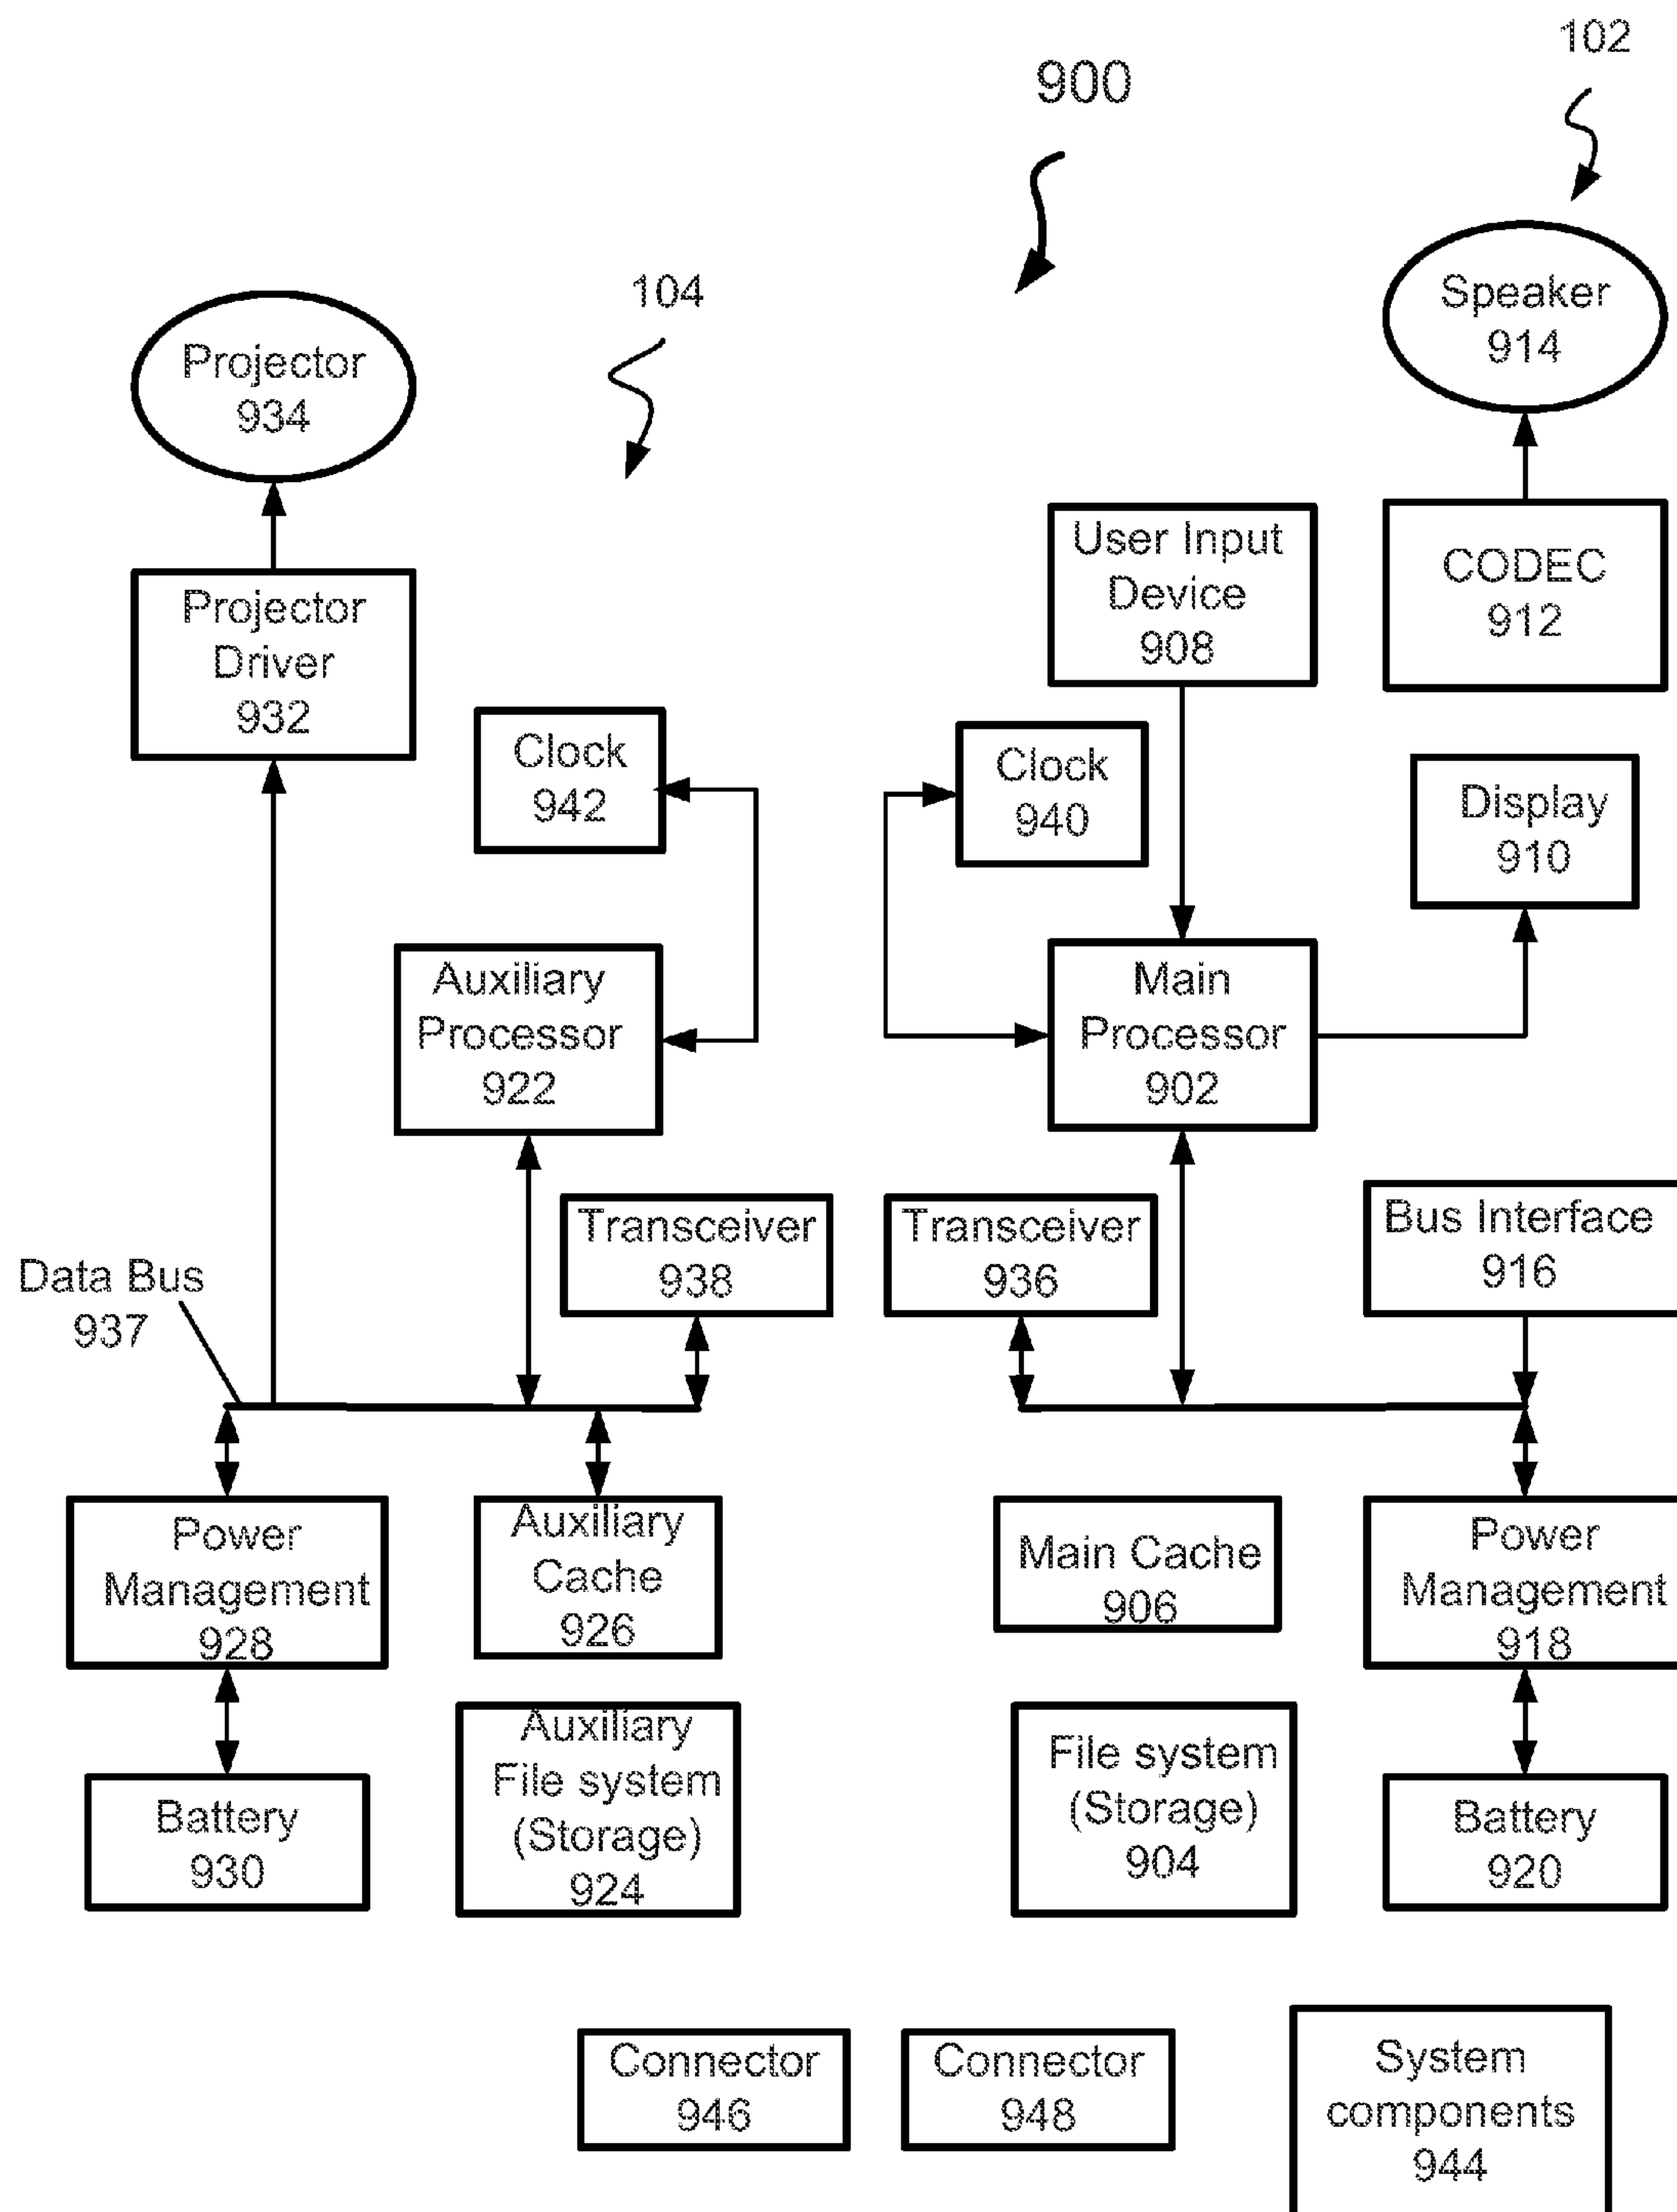 102
900
104
Speaker
914
Projector
934
User Input
Device
908
CODEC
912
Projector
Driver
932
Clock
942
Clock
940
Display
910
Auxiliary
Processor
922
Main
Processor
902
Transceiver
938
Transceiver
936
Bus Interface
916
Data Bus
937
Power
Management
928
Auxiliary
Cache
926
Main Cache
906
Power
Management
918
Auxiliary
File system
(Storage)
924
File system
(Storage)
904
Battery
930
Battery
920
Connector
946
Connector
948
System
components
944